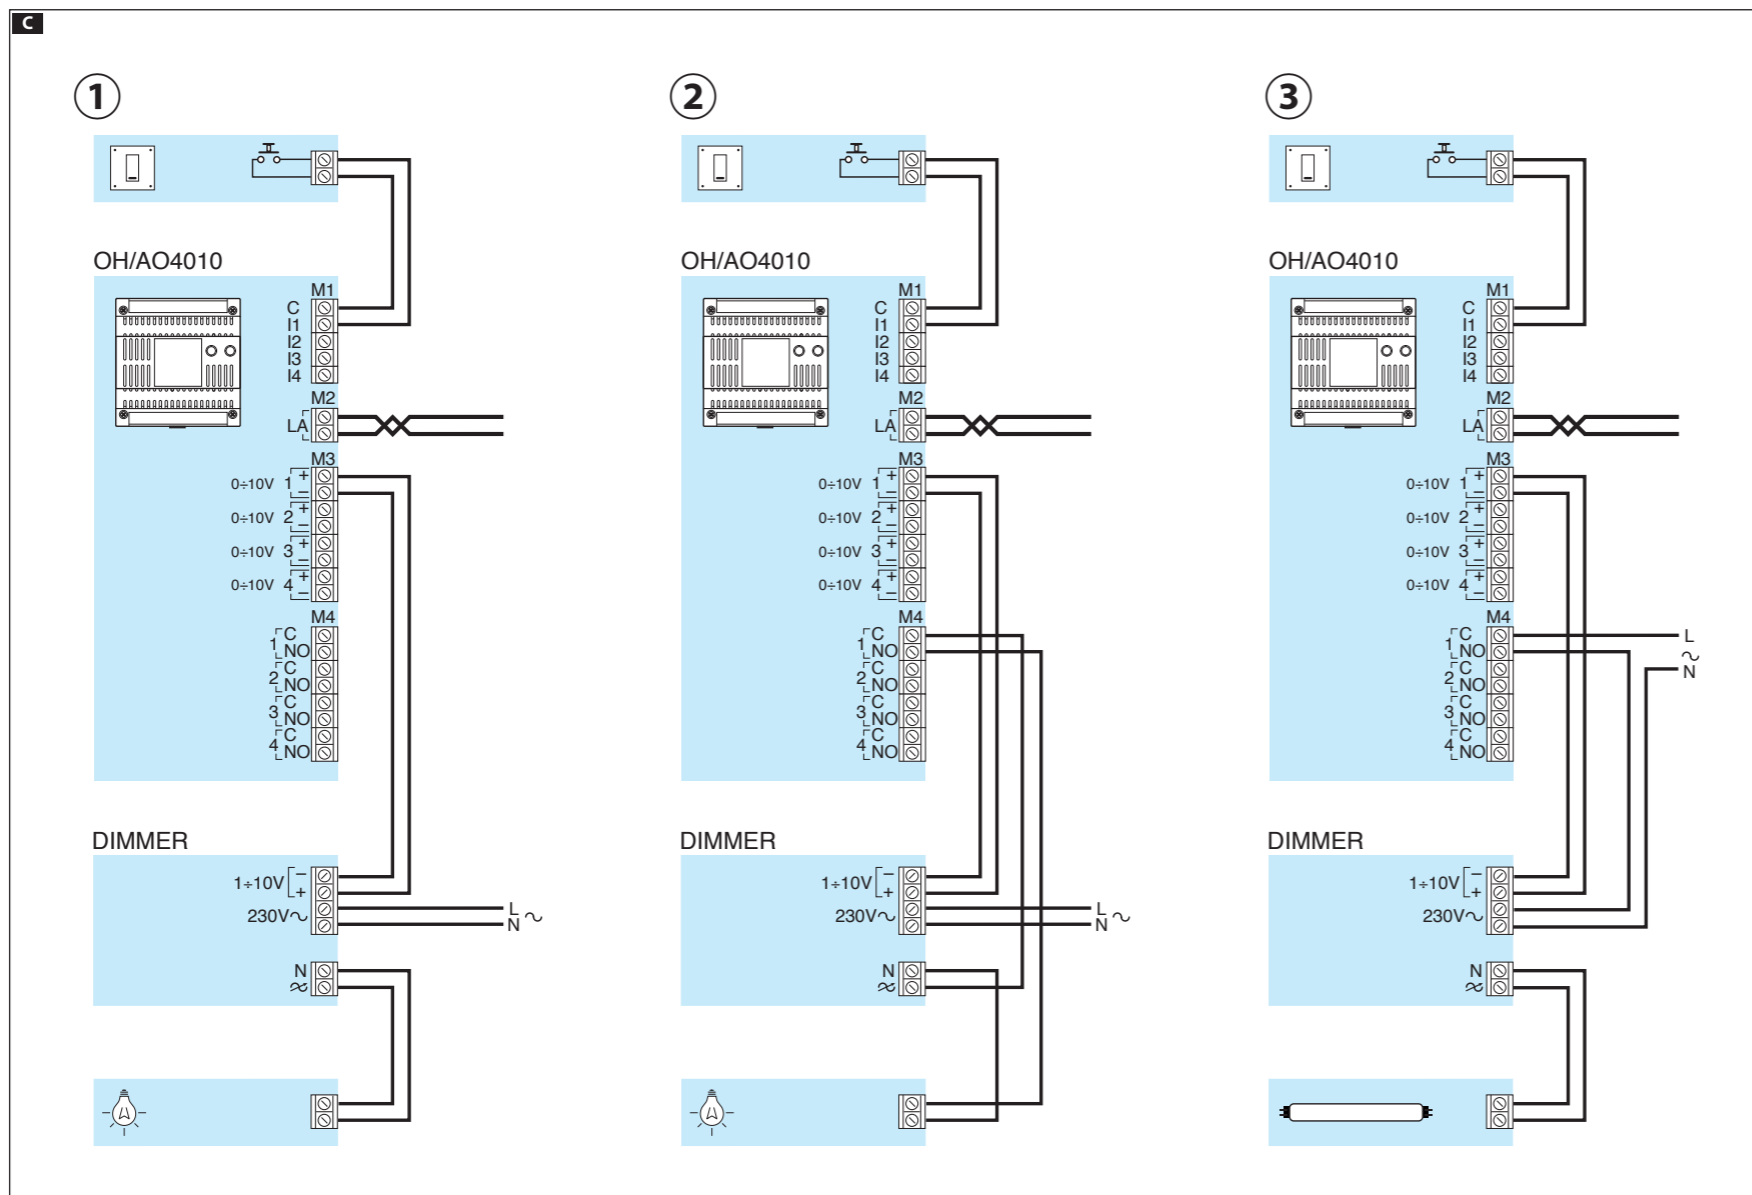 C
1
OH/AO4010
M1
C
I1
I2
I3
I4
M2
LA
M3
0÷10V 1 +
–
0÷10V 2 +
–
0÷10V 3 +
–
0÷10V 4 +
–
M4
1 C
NO
2 C
NO
3 C
NO
4 C
NO
DIMMER
1÷10V –
+
230V~ L ~
N
N
2
OH/AO4010
M1
C
I1
I2
I3
I4
M2
LA
M3
0÷10V 1 +
–
0÷10V 2 +
–
0÷10V 3 +
–
0÷10V 4 +
–
M4
1 C
NO
2 C
NO
3 C
NO
4 C
NO
DIMMER
1÷10V –
+
230V~ L ~
N
N
3
OH/AO4010
M1
C
I1
I2
I3
I4
M2
LA
M3
0÷10V 1 +
–
0÷10V 2 +
–
0÷10V 3 +
–
0÷10V 4 +
–
M4
1 C L
NO ~
2 C N
NO
3 C
NO
4 C
NO
DIMMER
1÷10V –
+
230V~
N